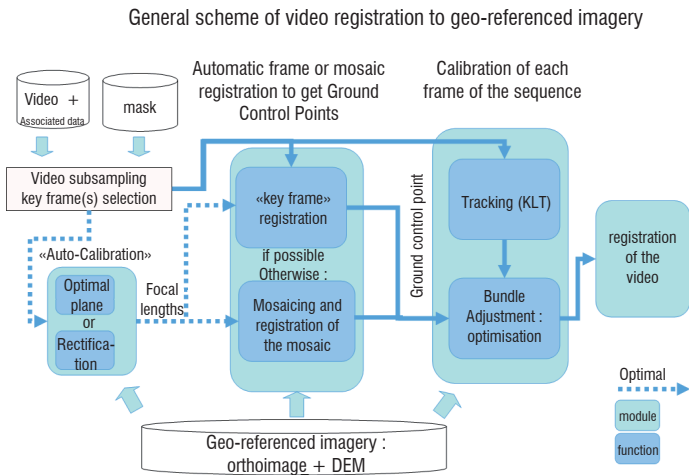 General scheme of video registration to geo-referenced imagery
Automatic frame or mosaic
registration to get Ground
Control Points
Calibration of each
frame of the sequence
Video +
Associated data
mask
Video subsampling
key frame(s) selection
«Auto-Calibration»
Optimal
plane
or
Rectifica-
tion
Focal
lengths
«key frame»
registration
if possible
Otherwise :
Mosaicing and
registration of
the mosaic
Ground control point
Tracking (KLT)
Bundle
Adjustment :
optimisation
registration
of the
video
Optimal
module
function
Geo-referenced imagery :
orthoimage + DEM